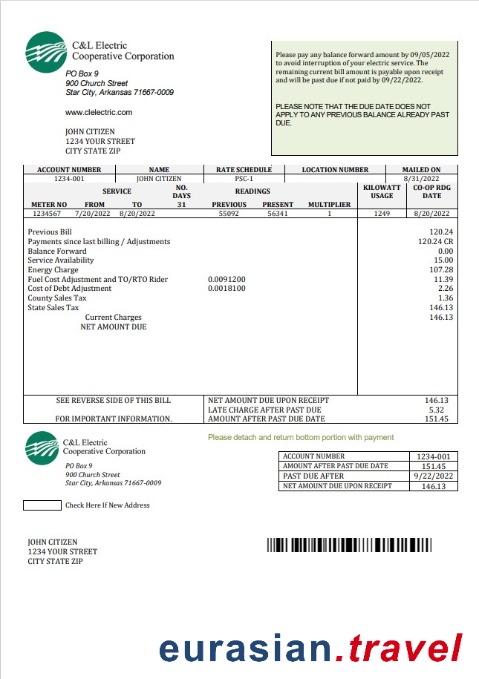 C&L Electric
Cooperative Corporation
PO Box 9
900 Church Street
Star City, Arkansas 71667-0009
www.clelectric.com
JOHN CITIZEN
1234 YOUR STREET
CITY STATE ZIP
Please pay any balance forward amount by 09/05/2022
to avoid interruption of your electric service. The
remaining current bill amount is payable upon receipt
and will be past due if not paid by 09/22/2022.
PLEASE NOTE THAT THE DUE DATE DOES NOT
APPLY TO ANY PREVIOUS BALANCE ALREADY PAST
DUE.
ACCOUNT NUMBER NAME RATE SCHEDULE LOCATION NUMBER MAILED ON
1234-001 JOHN CITIZEN PSC-1 8/31/2022
SERVICE NO. DAYS READINGS KILOWATT USAGE CO-OP RDG DATE
METER NO FROM TO 31 PREVIOUS PRESENT MULTIPLIER
1234567 7/20/2022 8/20/2022 55092 56341 1 1249 8/20/2022
Previous Bill 120.24
Payments since last billing / Adjustments 120.24 CR
Balance Forward 0.00
Service Availability 15.00
Energy Charge 107.28
Fuel Cost Adjustment and TO/RTO Rider 0.0091200 11.39
Cost of Debt Adjustment 0.0018100 2.26
County Sales Tax 1.36
State Sales Tax 146.13
Current Charges 146.13
NET AMOUNT DUE
SEE REVERSE SIDE OF THIS BILL NET AMOUNT DUE UPON RECEIPT 146.13
LATE CHARGE AFTER PAST DUE 5.32
FOR IMPORTANT INFORMATION. AMOUNT AFTER PAST DUE DATE 151.45
C&L Electric
Cooperative Corporation
PO Box 9
900 Church Street
Star City, Arkansas 71667-0009
Please detach and return bottom portion with payment
ACCOUNT NUMBER 1234-001
AMOUNT AFTER PAST DUE DATE 151.45
PAST DUE AFTER 9/22/2022
NET AMOUNT DUE UPON RECEIPT 146.13
Check Here If New Address
JOHN CITIZEN
1234 YOUR STREET
CITY STATE ZIP
eurasian.travel